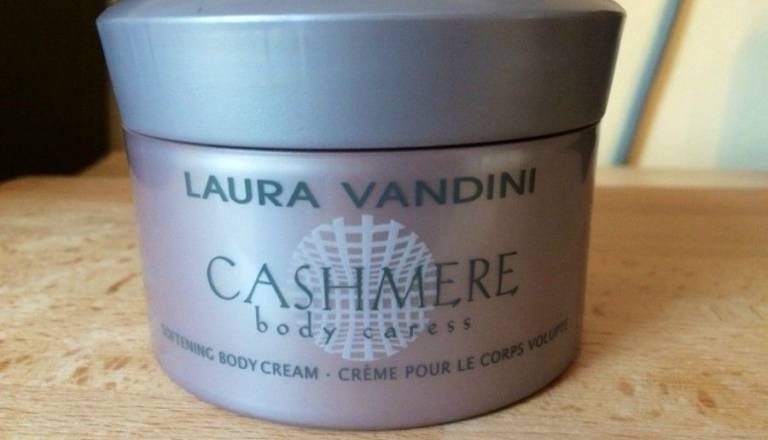 LAURA VANDINI
CASHMERE
body caress
SOFTENING BODY CREAM · CRÈME POUR LE CORPS VOLUPTÉ